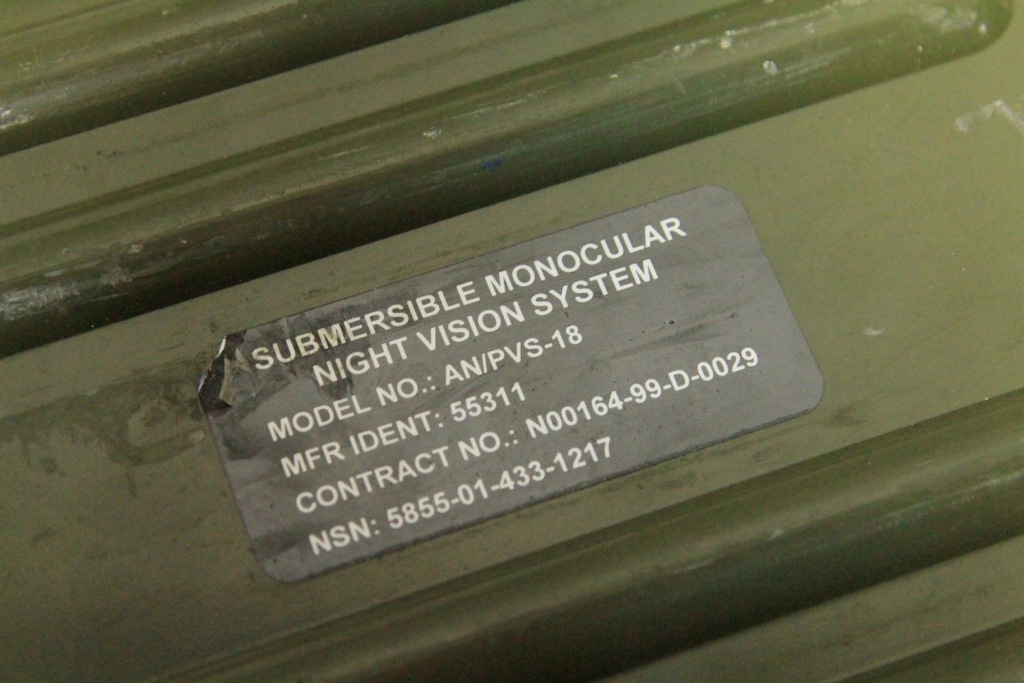 SUBMERSIBLE MONOCULAR
NIGHT VISION SYSTEM
MODEL NO.: AN/PVS-18
MFR IDENT: 55311
CONTRACT NO.: N00164-99-D-0029
NSN: 5855-01-433-1217